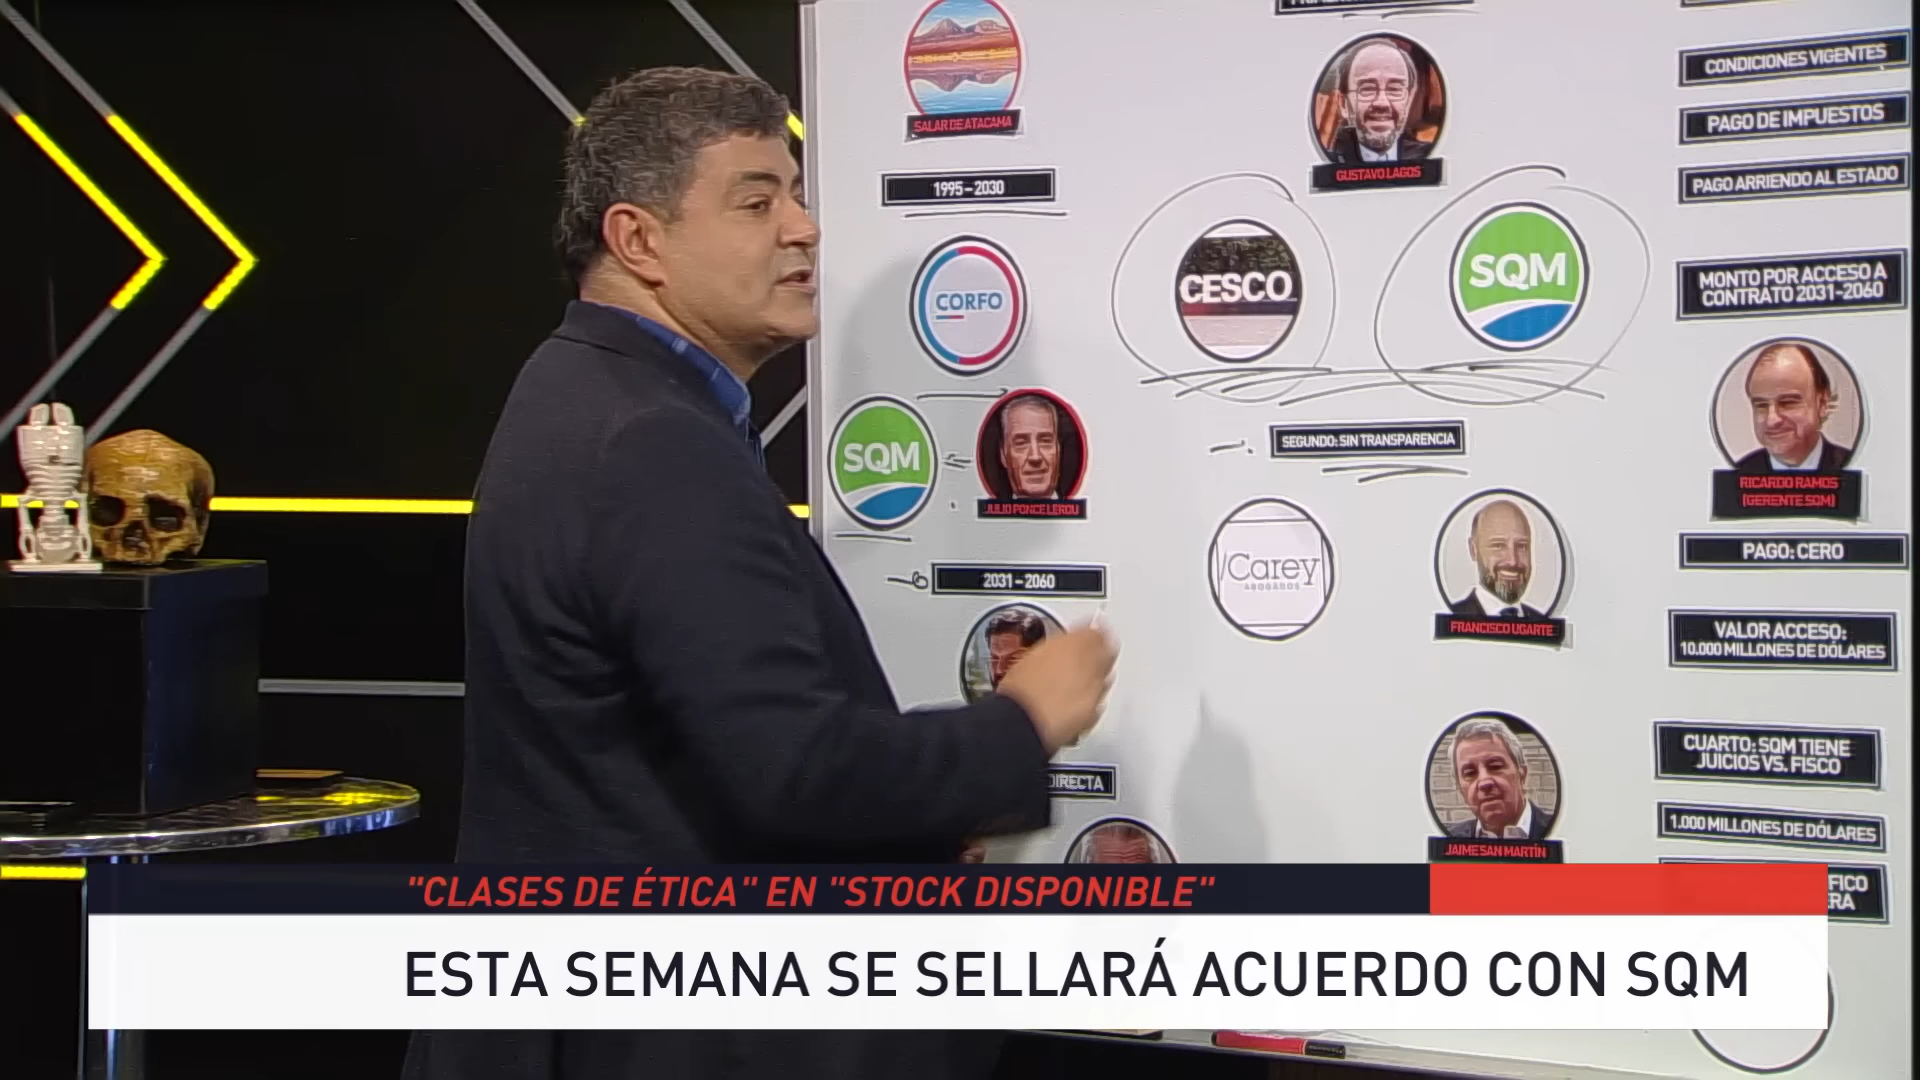 SALAR DE ATACAMA
1995 – 2030
CORFO
SQM
JULIO PONCE LEROU
2031 – 2060
DIRECTA
GUSTAVO LAGOS
CESCO
SQM
SEGUNDO: SIN TRANSPARENCIA
/Carey
ABOGADOS
FRANCISCO UGARTE
JAIME SAN MARTÍN
CONDICIONES VIGENTES
PAGO DE IMPUESTOS
PAGO ARRIENDO AL ESTADO
MONTO POR ACCESO A
CONTRATO 2031-2060
RICARDO RAMOS
(GERENTE SQM)
PAGO: CERO
VALOR ACCESO:
10.000 MILLONES DE DÓLARES
CUARTO: SQM TIENE
JUICIOS VS. FISCO
1.000 MILLONES DE DÓLARES
FICO
ERA
"CLASES DE ÉTICA" EN "STOCK DISPONIBLE"
ESTA SEMANA SE SELLARÁ ACUERDO CON SQM